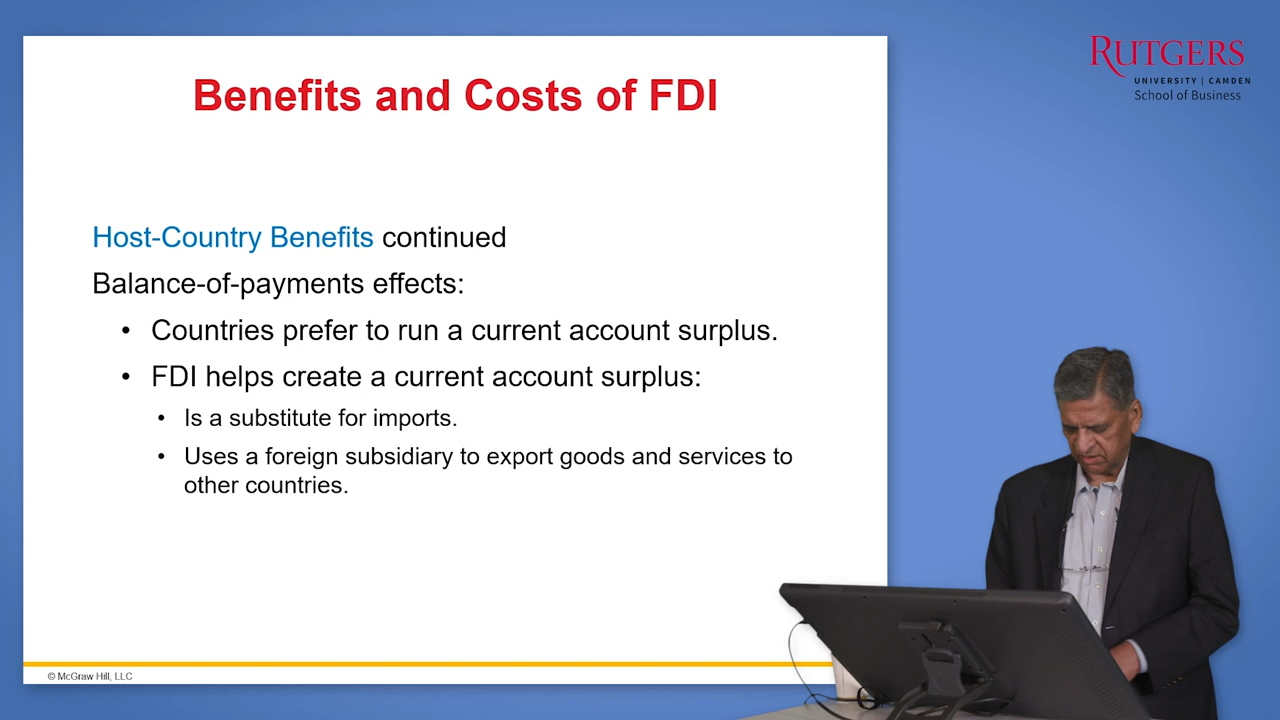 Benefits and Costs of FDI
Host-Country Benefits continued
Balance-of-payments effects:
• Countries prefer to run a current account surplus.
• FDI helps create a current account surplus:
• Is a substitute for imports.
• Uses a foreign subsidiary to export goods and services to
other countries.
© McGraw Hill, LLC
RUTGERS
UNIVERSITY | CAMDEN
School of Business